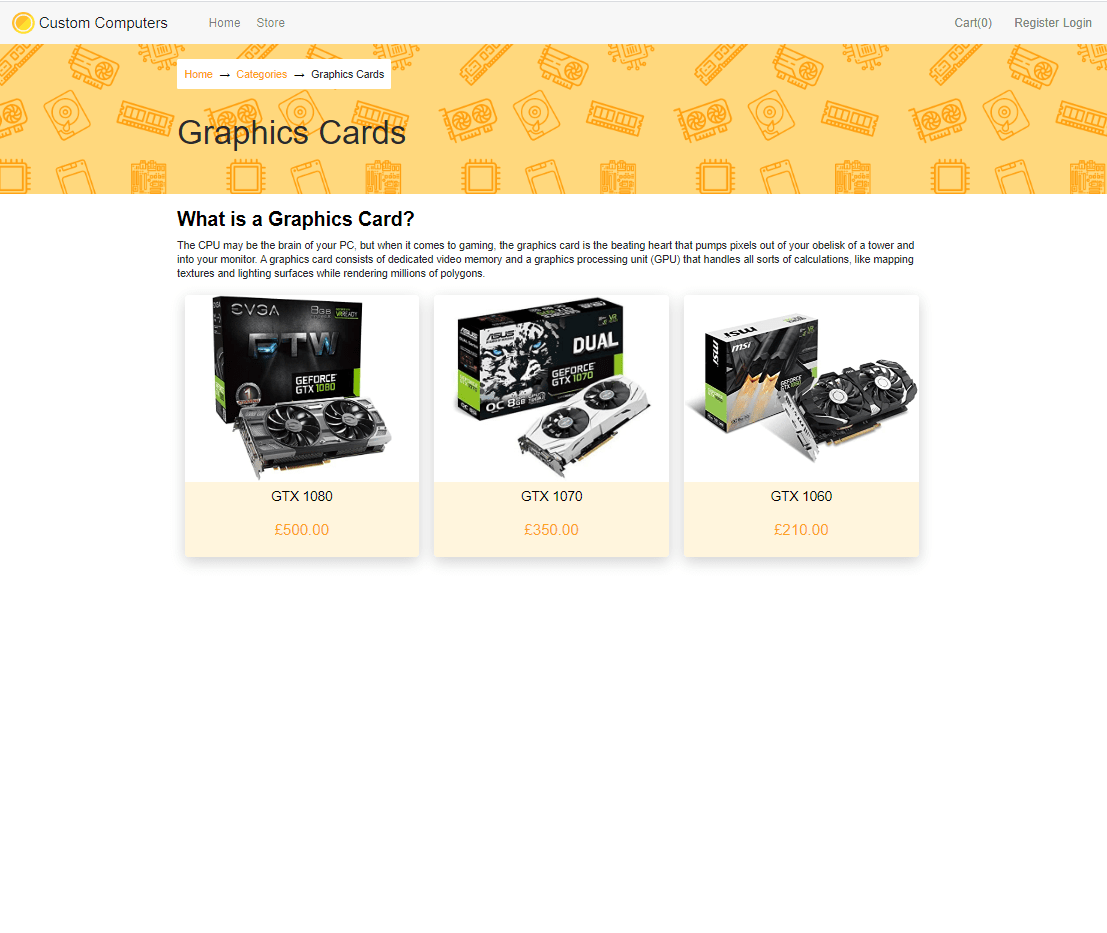 Custom Computers Home Store Cart(0) Register Login
Home → Categories → Graphics Cards
Graphics Cards
What is a Graphics Card?
The CPU may be the brain of your PC, but when it comes to gaming, the graphics card is the beating heart that pumps pixels out of your obelisk of a tower and
into your monitor. A graphics card consists of dedicated video memory and a graphics processing unit (GPU) that handles all sorts of calculations, like mapping
textures and lighting surfaces while rendering millions of polygons.
EVGA 8GB
VR READY
FTW
GEFORCE
GTX 1080
ASUS
DUAL
GEFORCE
GTX 1070
OC 8GB
msi
msi
GEFORCE
GTX 1060
GTX 1080 GTX 1070 GTX 1060
£500.00 £350.00 £210.00